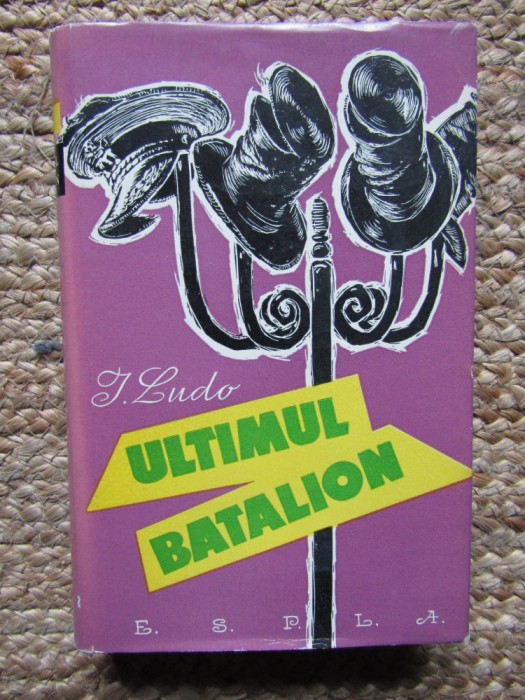 I. Ludo
ULTIMUL
BATALION
E. S. P. L. A.